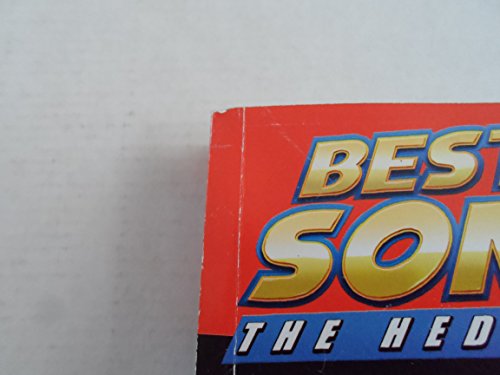 BEST
SON
THE HED